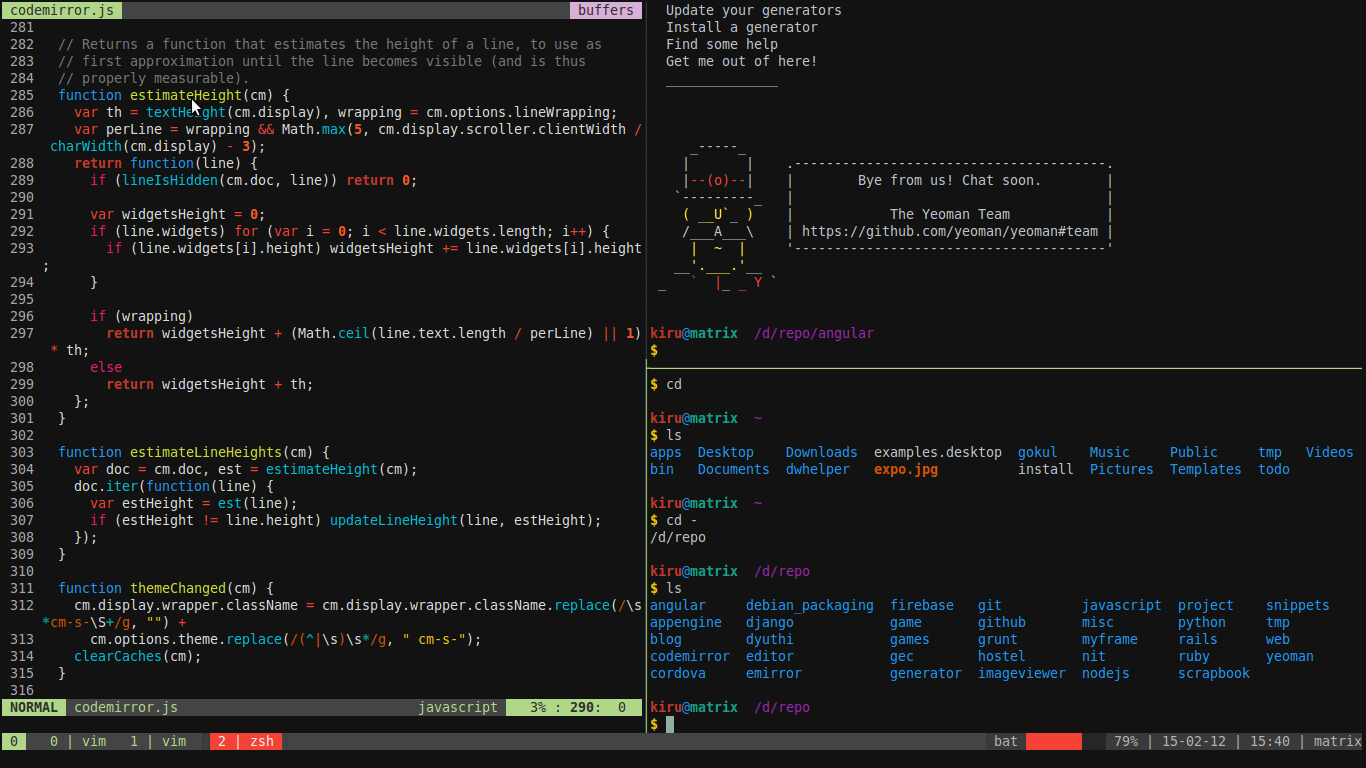 codemirror.js buffers
281
282   // Returns a function that estimates the height of a line, to use as
283   // first approximation until the line becomes visible (and is thus
284   // properly measurable).
285   function estimateHeight(cm) {
286     var th = textHeight(cm.display), wrapping = cm.options.lineWrapping;
287     var perLine = wrapping && Math.max(5, cm.display.scroller.clientWidth /
     charWidth(cm.display) - 3);
288     return function(line) {
289       if (lineIsHidden(cm.doc, line)) return 0;
290
291       var widgetsHeight = 0;
292       if (line.widgets) for (var i = 0; i < line.widgets.length; i++) {
293         if (line.widgets[i].height) widgetsHeight += line.widgets[i].height
    ;
294       }
295
296       if (wrapping)
297         return widgetsHeight + (Math.ceil(line.text.length / perLine) || 1)
     * th;
298       else
299         return widgetsHeight + th;
300     };
301   }
302
303   function estimateLineHeights(cm) {
304     var doc = cm.doc, est = estimateHeight(cm);
305     doc.iter(function(line) {
306       var estHeight = est(line);
307       if (estHeight != line.height) updateLineHeight(line, estHeight);
308     });
309   }
310
311   function themeChanged(cm) {
312     cm.display.wrapper.className = cm.display.wrapper.className.replace(/\s
    *cm-s-\S+/g, "") +
313       cm.options.theme.replace(/(^|\s)\s*/g, " cm-s-");
314     clearCaches(cm);
315   }
316
NORMAL codemirror.js javascript 3% : 290:  0
Update your generators
Install a generator
Find some help
Get me out of here!
______________
    _-----_
   |       |    .---------------------------------------.
   |--(o)--|    |        Bye from us! Chat soon.        |
  `---------_   |                                       |
   ( __U`_ )    |            The Yeoman Team            |
   /___A___\    | https://github.com/yeoman/yeoman#team |
    |  ~  |     '---------------------------------------'
  __'.___.'__
_   `  |_ _ Y `
kiru@matrix  /d/repo/angular
$
$ cd
kiru@matrix  ~
$ ls
apps  Desktop    Downloads  examples.desktop  gokul    Music     Public     tmp   Videos
bin   Documents  dwhelper   expo.jpg          install  Pictures  Templates  todo
kiru@matrix  ~
$ cd -
/d/repo
kiru@matrix  /d/repo
$ ls
angular     debian_packaging  firebase   git          javascript  project    snippets
appengine   django            game       github       misc        python     tmp
blog        dyuthi            games      grunt        myframe     rails      web
codemirror  editor            gec        hostel       nit         ruby       yeoman
cordova     emirror           generator  imageviewer  nodejs      scrapbook
kiru@matrix  /d/repo
$
0   0 | vim   1 | vim   2 | zsh   bat   79% | 15-02-12 | 15:40 | matrix